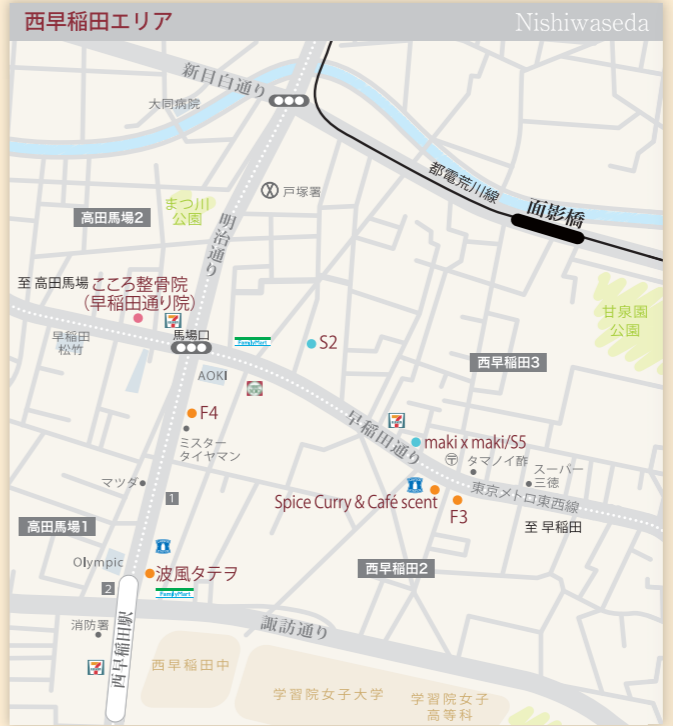 西早稲田エリア
Nishiwaseda
新目白通り
大同病院
戸塚署
都電荒川線
面影橋
まつ川
公園
高田馬場2
明治通り
至 高田馬場
こころ整骨院
(早稲田通り院)
甘泉園
公園
早稲田
松竹
7
馬場口
FamilyMart
S2
西早稲田3
AOKI
F4
ミスター
タイヤマン
早稲田通り
7
maki x maki/S5
〒
タマノイ酢
スーパー
三徳
マツダ
1
Spice Curry & Café scent
F3
東京メトロ東西線
至 早稲田
高田馬場1
Olympic
波風タテヲ
西早稲田2
2
FamilyMart
消防署
西早稲田駅
諏訪通り
7
西早稲田中
学習院女子大学
学習院女子
高等科